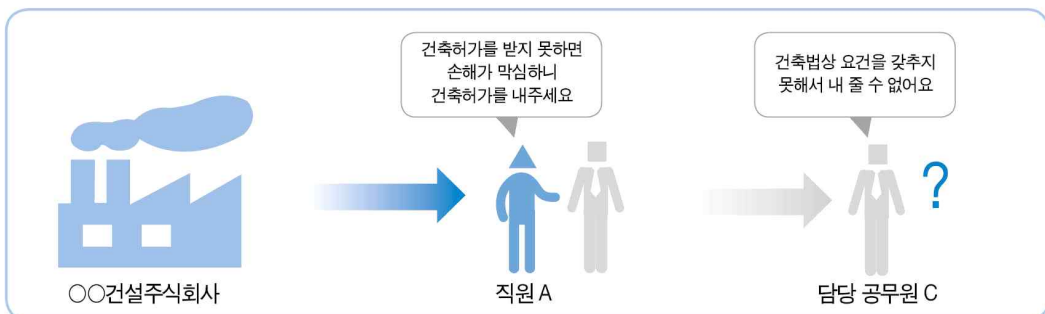 건축허가를 받지 못하면
손해가 막심하니
건축허가를 내주세요
건축법상 요건을 갖추지
못해서 내 줄 수 없어요
?
○○건설주식회사
직원 A
담당 공무원 C